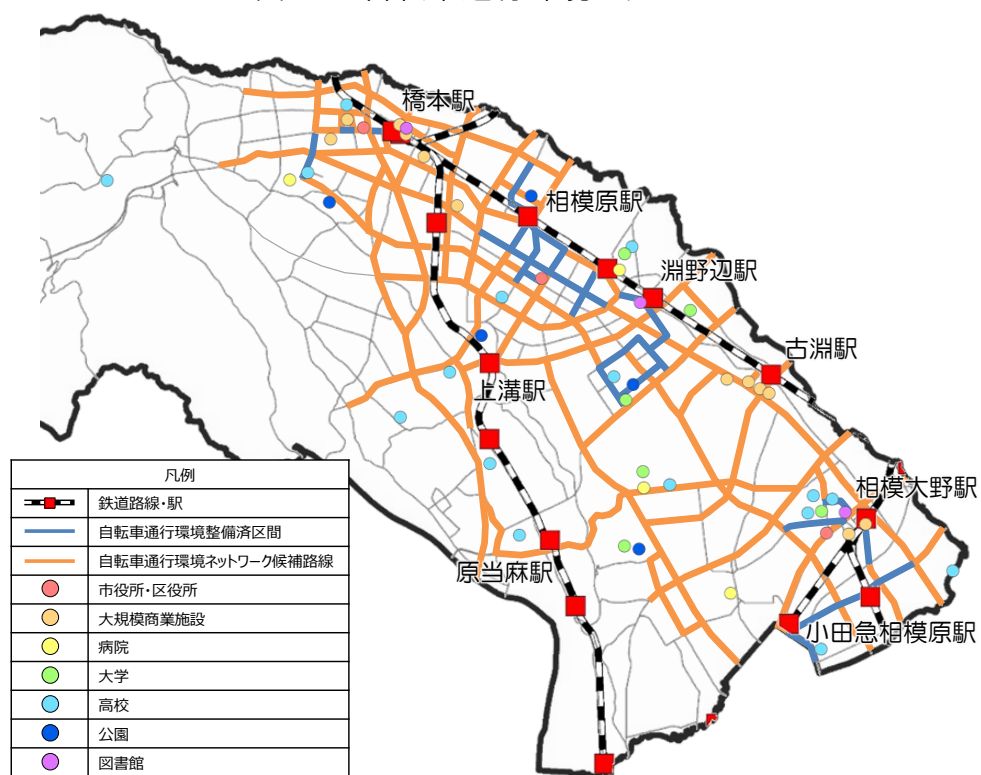 橋本駅
相模原駅
淵野辺駅
古淵駅
上溝駅
相模大野駅
原当麻駅
小田急相模原駅
凡例
鉄道路線・駅
自転車通行環境整備済区間
自転車通行環境ネットワーク候補路線
市役所・区役所
大規模商業施設
病院
大学
高校
公園
図書館